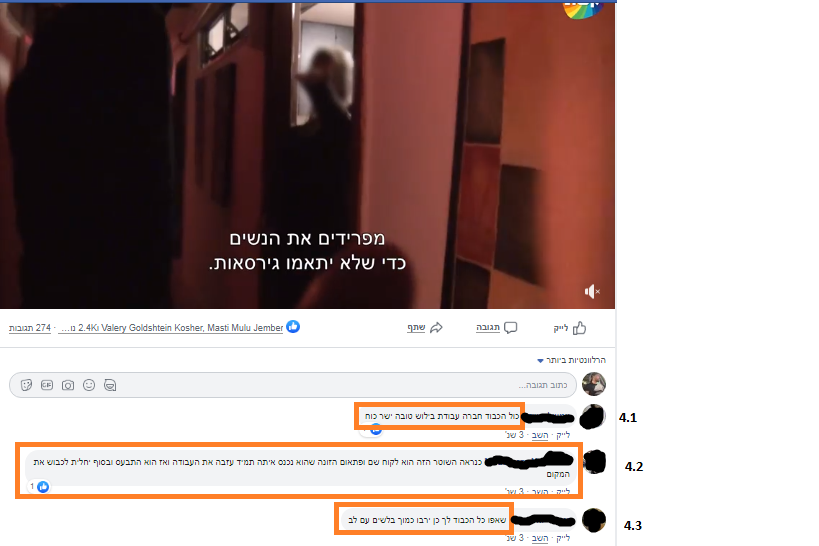 מפרידים את הנשים
כדי שלא יתאמו גירסאות.
לייק
תגובה
שתף
Valery Goldshtein Kosher, Masti Mulu Jember ו2.4K נו... · 274 תגובות
הרלוונטיות ביותר
כתוב תגובה...
כול הכבוד חברה עבודת בילוש טובה ישר כוח
4.1
לייק · השב · 3 שנ'
כנראה השוטר הזה הוא לקוח שם ופתאום הזונה שהוא נכנס איתה תמיד עזבה את העבודה ואז הוא התבעס ובסוף יחלית לכבוש את
המקום
4.2
1
לייק · השב · 3 שנ'
שאפו כל הכבוד לך כן ירבו כמוך בלשים עם לב
4.3
לייק · השב · 3 שנ'